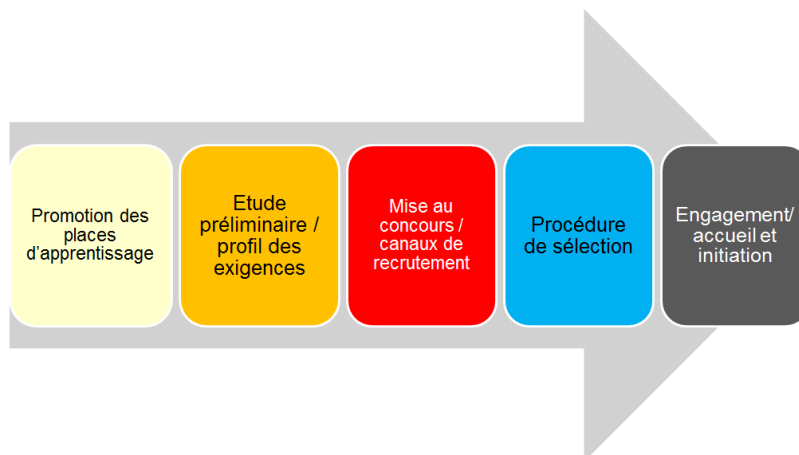 Promotion des
places
d’apprentissage
Etude
préliminaire /
profil des
exigences
Mise au
concours /
canaux de
recrutement
Procédure
de sélection
Engagement/
accueil et
initiation